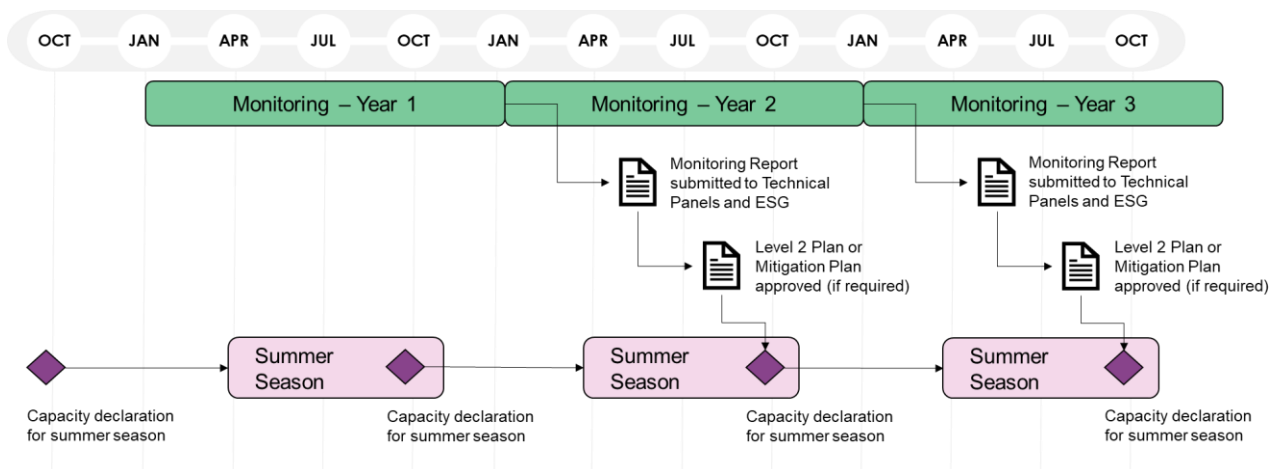 OCT JAN APR JUL OCT JAN APR JUL OCT JAN APR JUL OCT
Monitoring – Year 1
Monitoring – Year 2
Monitoring – Year 3
Monitoring Report
submitted to Technical
Panels and ESG
Monitoring Report
submitted to Technical
Panels and ESG
Level 2 Plan or
Mitigation Plan
approved (if required)
Level 2 Plan or
Mitigation Plan
approved (if required)
Summer
Season
Summer
Season
Summer
Season
Capacity declaration
for summer season
Capacity declaration
for summer season
Capacity declaration
for summer season
Capacity declaration
for summer season